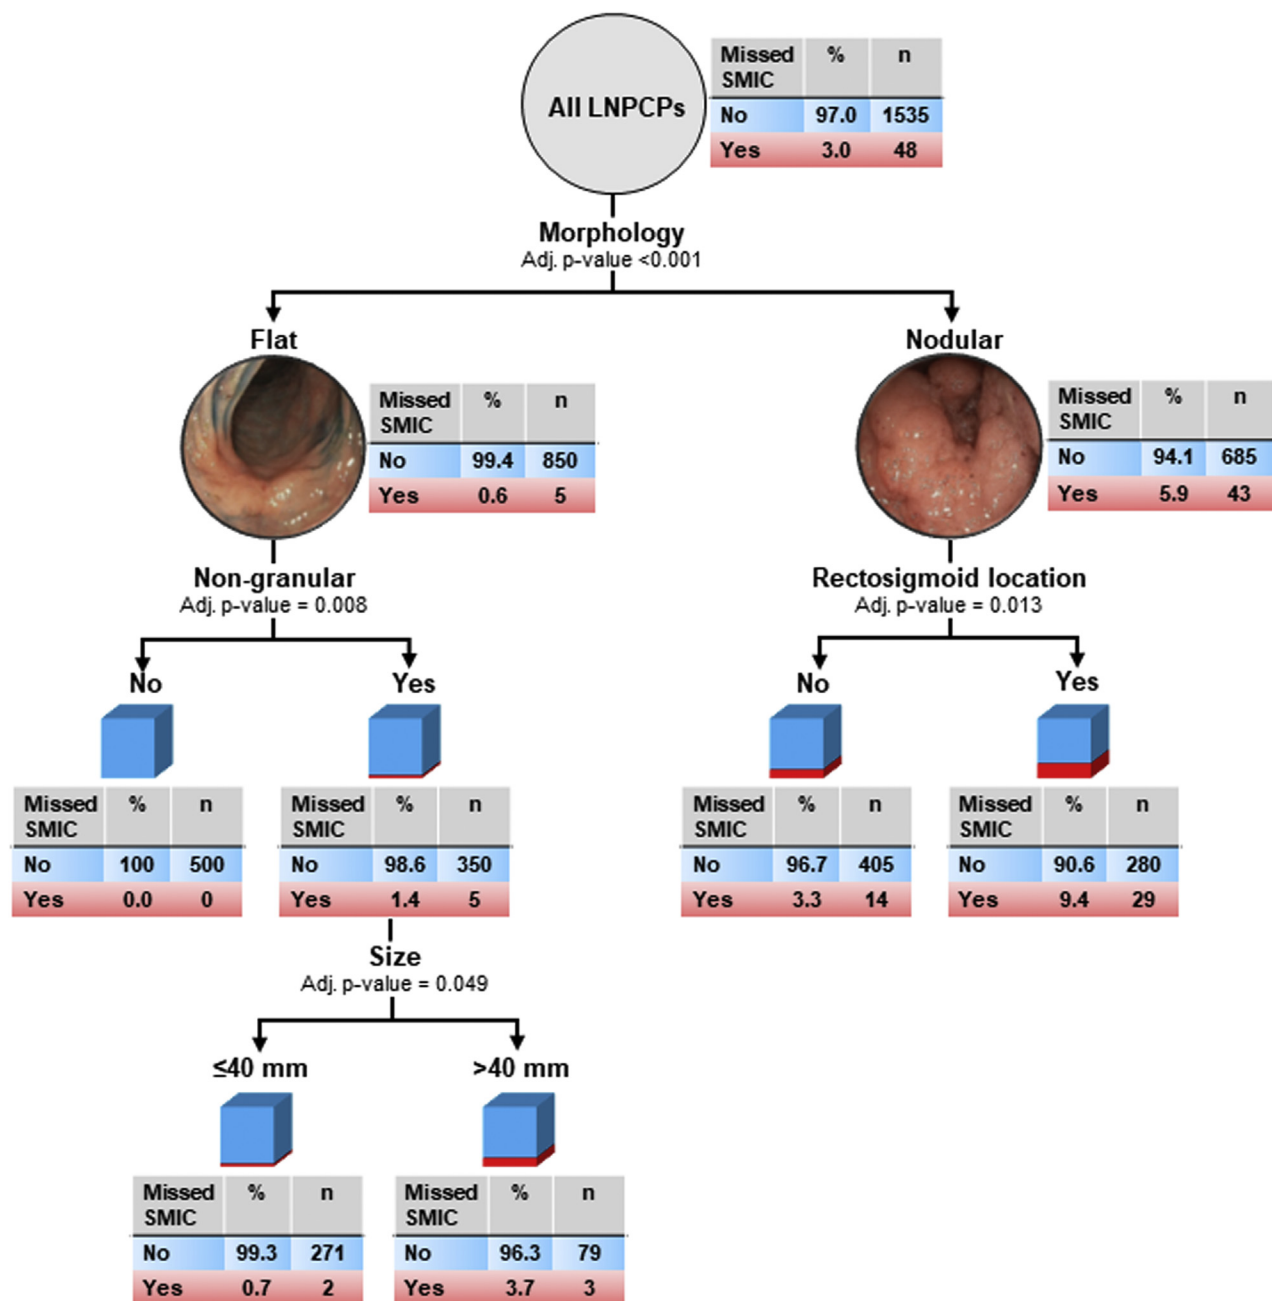 All LNPCPs
Missed SMIC % n
No 97.0 1535
Yes 3.0 48
Morphology
Adj. p-value <0.001
Flat
Missed SMIC % n
No 99.4 850
Yes 0.6 5
Nodular
Missed SMIC % n
No 94.1 685
Yes 5.9 43
Non-granular
Adj. p-value = 0.008
Rectosigmoid location
Adj. p-value = 0.013
No
Missed SMIC % n
No 100 500
Yes 0.0 0
Yes
Missed SMIC % n
No 98.6 350
Yes 1.4 5
No
Missed SMIC % n
No 96.7 405
Yes 3.3 14
Yes
Missed SMIC % n
No 90.6 280
Yes 9.4 29
Size
Adj. p-value = 0.049
≤40 mm
Missed SMIC % n
No 99.3 271
Yes 0.7 2
>40 mm
Missed SMIC % n
No 96.3 79
Yes 3.7 3